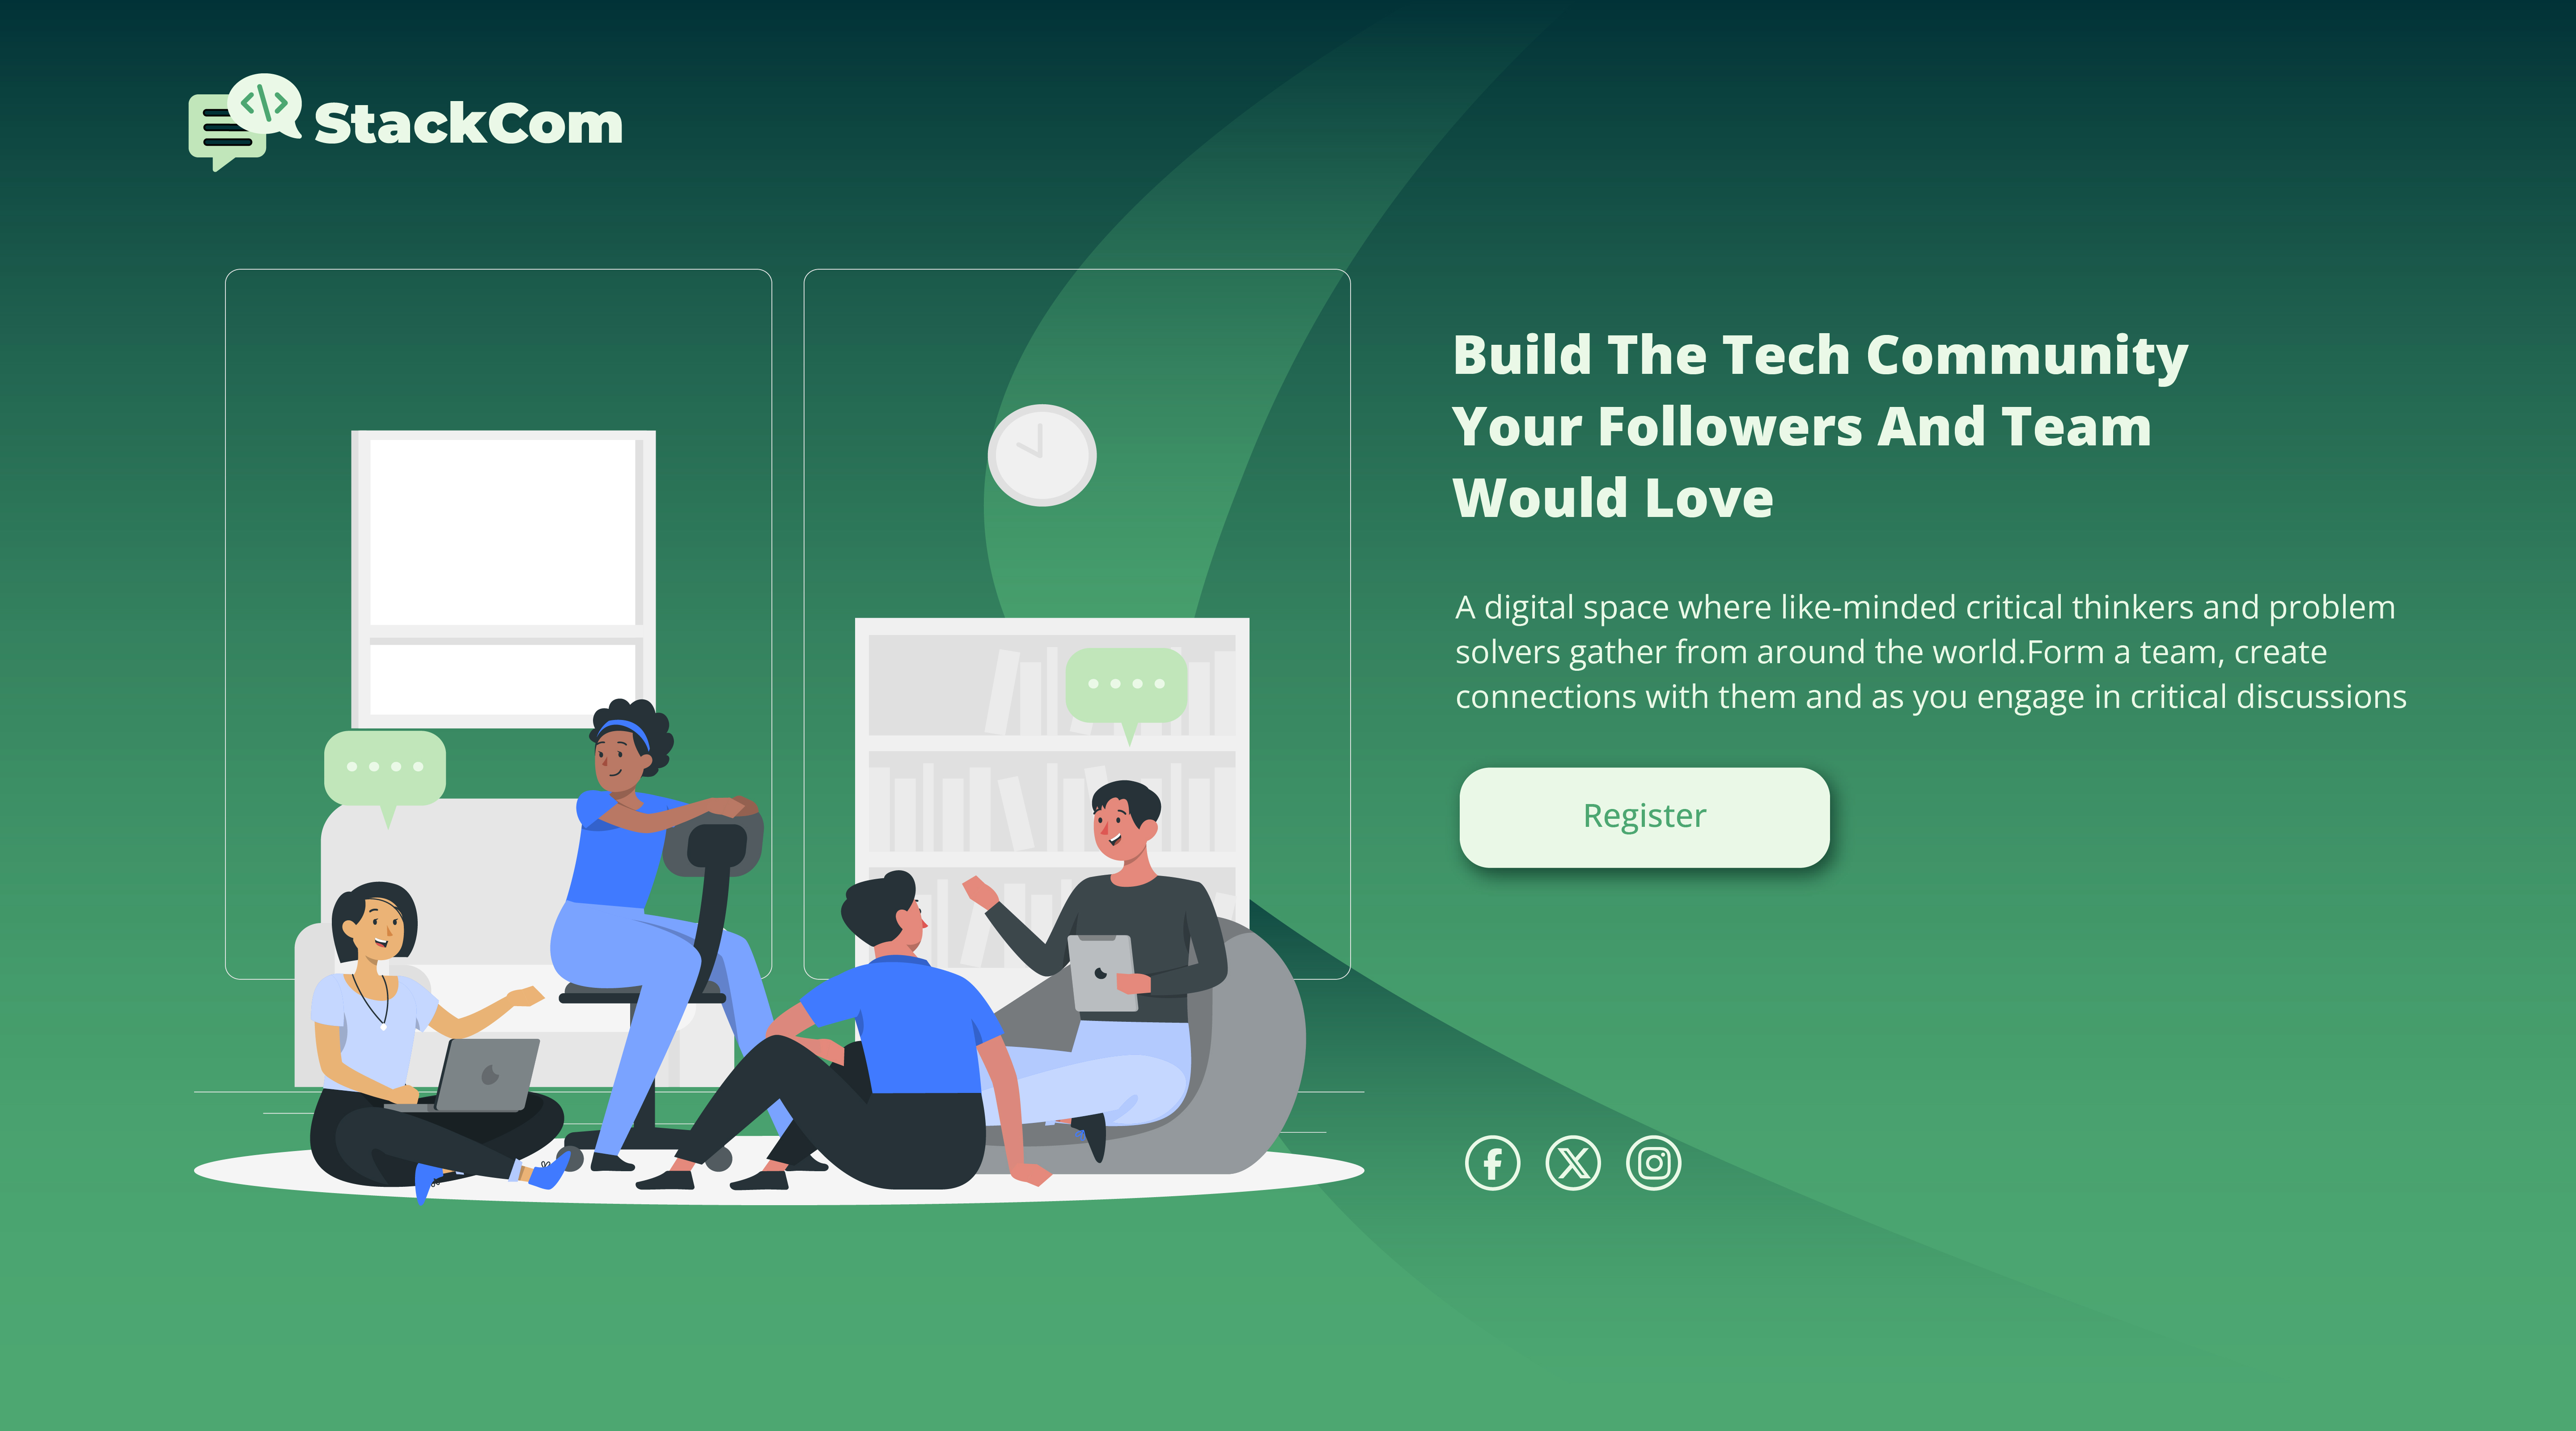 StackCom
Build The Tech Community
Your Followers And Team
Would Love
A digital space where like-minded critical thinkers and problem
solvers gather from around the world.Form a team, create
connections with them and as you engage in critical discussions
Register